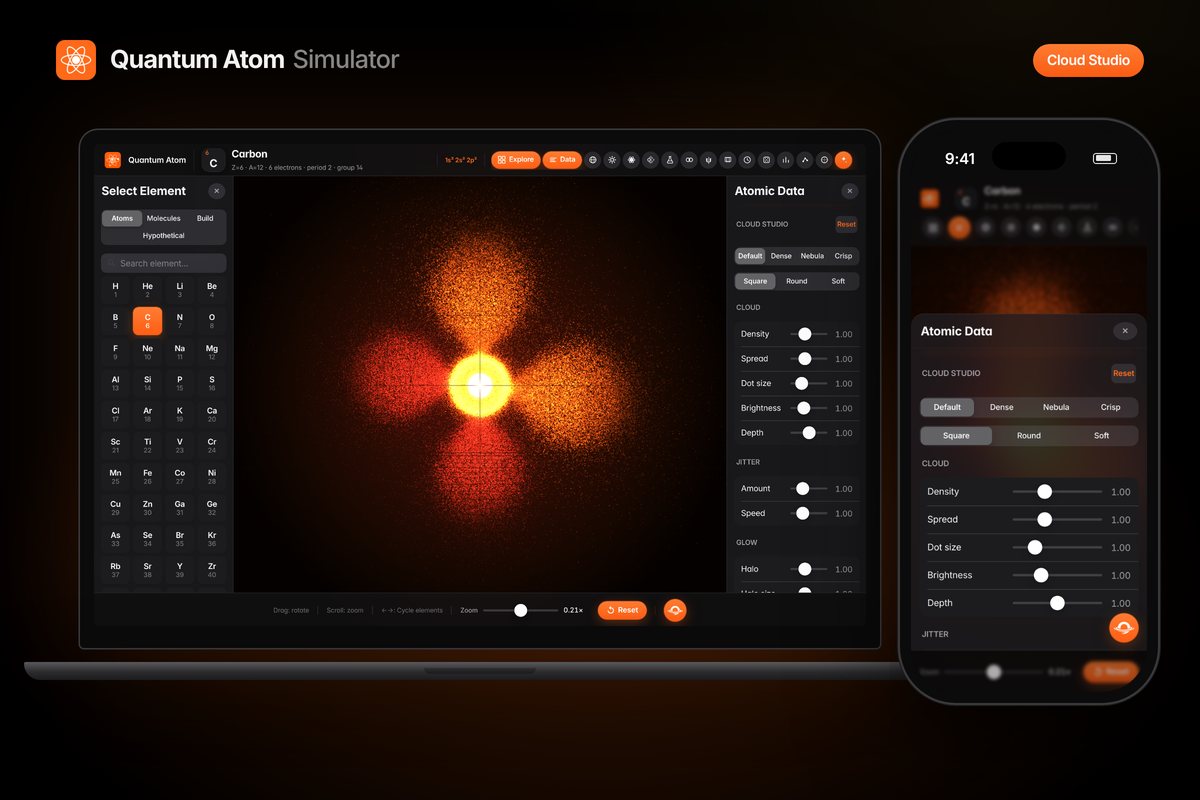 Quantum Atom Simulator
Cloud Studio
Quantum Atom
6
C
Carbon
Z=6 · A=12 · 6 electrons · period 2 · group 14
1s² 2s² 2p²
Explore
Data
Select Element
Atoms
Molecules
Build
Hypothetical
Search element...
H He Li Be
1 2 3 4
B C N O
5 6 7 8
F Ne Na Mg
9 10 11 12
Al Si P S
13 14 15 16
Cl Ar K Ca
17 18 19 20
Sc Ti V Cr
21 22 23 24
Mn Fe Co Ni
25 26 27 28
Cu Zn Ga Ge
29 30 31 32
As Se Br Kr
33 34 35 36
Rb Sr Y Zr
37 38 39 40
Drag: rotate
Scroll: zoom
←→: Cycle elements
Zoom
0.21×
Reset
Atomic Data
CLOUD STUDIO
Reset
Default Dense Nebula Crisp
Square Round Soft
CLOUD
Density 1.00
Spread 1.00
Dot size 1.00
Brightness 1.00
Depth 1.00
JITTER
Amount 1.00
Speed 1.00
GLOW
Halo 1.00
9:41
Carbon
Atomic Data
CLOUD STUDIO
Reset
Default Dense Nebula Crisp
Square Round Soft
CLOUD
Density 1.00
Spread 1.00
Dot size 1.00
Brightness 1.00
Depth 1.00
JITTER